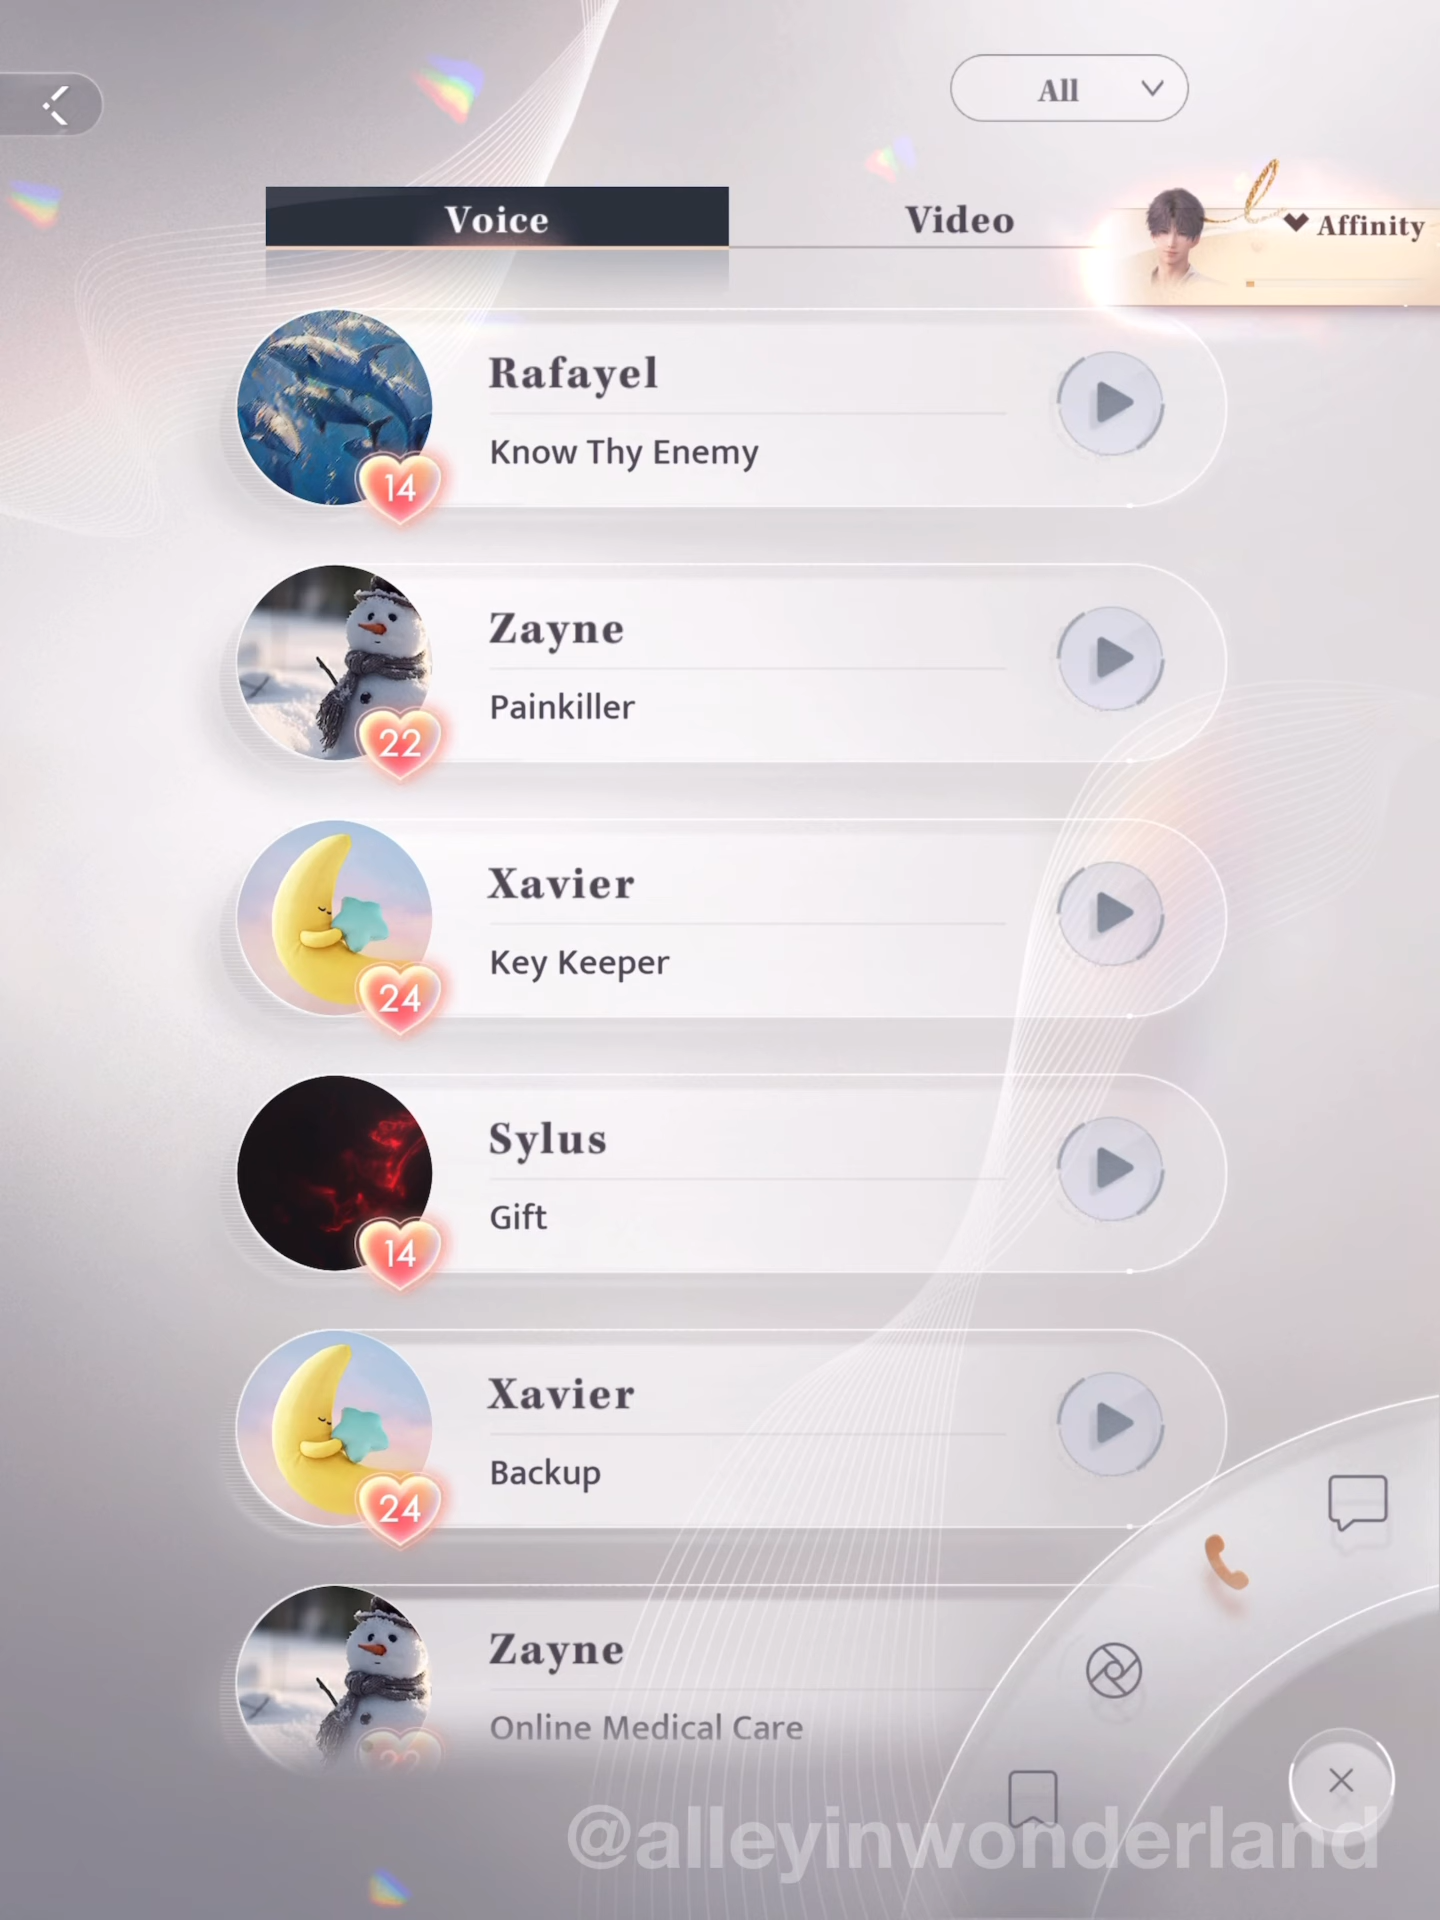 All
Voice
Video
Affinity
Rafayel
Know Thy Enemy
14
Zayne
Painkiller
22
Xavier
Key Keeper
24
Sylus
Gift
14
Xavier
Backup
24
Zayne
Online Medical Care
22
@alleyinwonderland